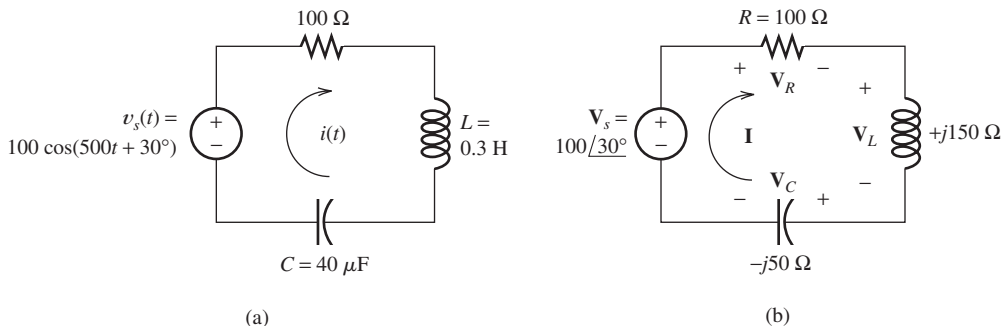 100 Ω
v_s(t) =
100 cos(500t + 30°)
+
−
i(t)
L =
0.3 H
C = 40 μF
(a)
R = 100 Ω
+ −
V_R
V_s =
100∠30°
+
−
I
+
V_L
−
+j150 Ω
V_C
− +
−j50 Ω
(b)